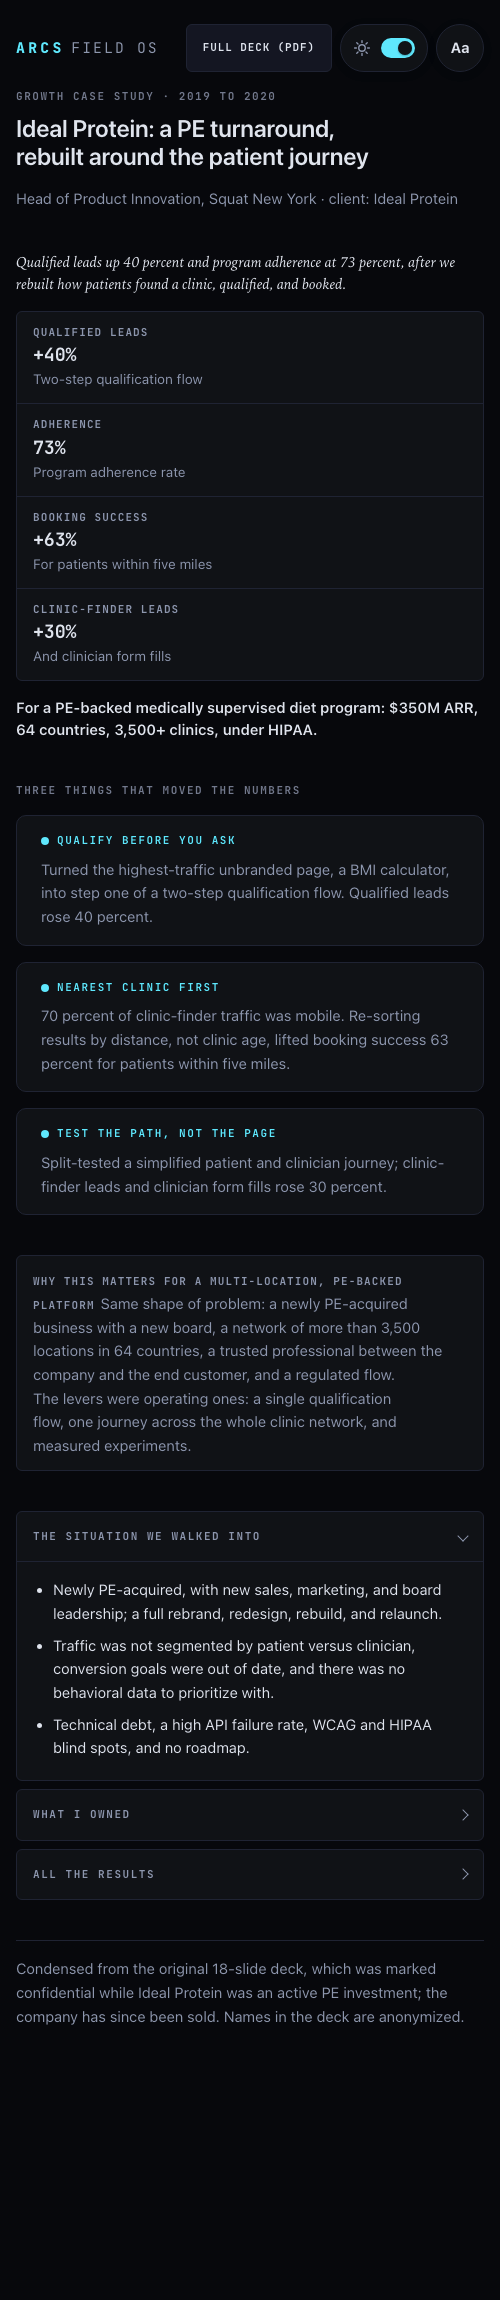 ARCS FIELD OS
FULL DECK (PDF)
Aa
GROWTH CASE STUDY · 2019 TO 2020
Ideal Protein: a PE turnaround,
rebuilt around the patient journey
Head of Product Innovation, Squat New York · client: Ideal Protein
Qualified leads up 40 percent and program adherence at 73 percent, after we
rebuilt how patients found a clinic, qualified, and booked.
QUALIFIED LEADS
+40%
Two-step qualification flow
ADHERENCE
73%
Program adherence rate
BOOKING SUCCESS
+63%
For patients within five miles
CLINIC-FINDER LEADS
+30%
And clinician form fills
For a PE-backed medically supervised diet program: $350M ARR,
64 countries, 3,500+ clinics, under HIPAA.
THREE THINGS THAT MOVED THE NUMBERS
QUALIFY BEFORE YOU ASK
Turned the highest-traffic unbranded page, a BMI calculator,
into step one of a two-step qualification flow. Qualified leads
rose 40 percent.
NEAREST CLINIC FIRST
70 percent of clinic-finder traffic was mobile. Re-sorting
results by distance, not clinic age, lifted booking success 63
percent for patients within five miles.
TEST THE PATH, NOT THE PAGE
Split-tested a simplified patient and clinician journey; clinic-
finder leads and clinician form fills rose 30 percent.
WHY THIS MATTERS FOR A MULTI-LOCATION, PE-BACKED
PLATFORM Same shape of problem: a newly PE-acquired
business with a new board, a network of more than 3,500
locations in 64 countries, a trusted professional between the
company and the end customer, and a regulated flow.
The levers were operating ones: a single qualification
flow, one journey across the whole clinic network, and
measured experiments.
THE SITUATION WE WALKED INTO
• Newly PE-acquired, with new sales, marketing, and board
leadership; a full rebrand, redesign, rebuild, and relaunch.
• Traffic was not segmented by patient versus clinician,
conversion goals were out of date, and there was no
behavioral data to prioritize with.
• Technical debt, a high API failure rate, WCAG and HIPAA
blind spots, and no roadmap.
WHAT I OWNED
ALL THE RESULTS
Condensed from the original 18-slide deck, which was marked
confidential while Ideal Protein was an active PE investment; the
company has since been sold. Names in the deck are anonymized.